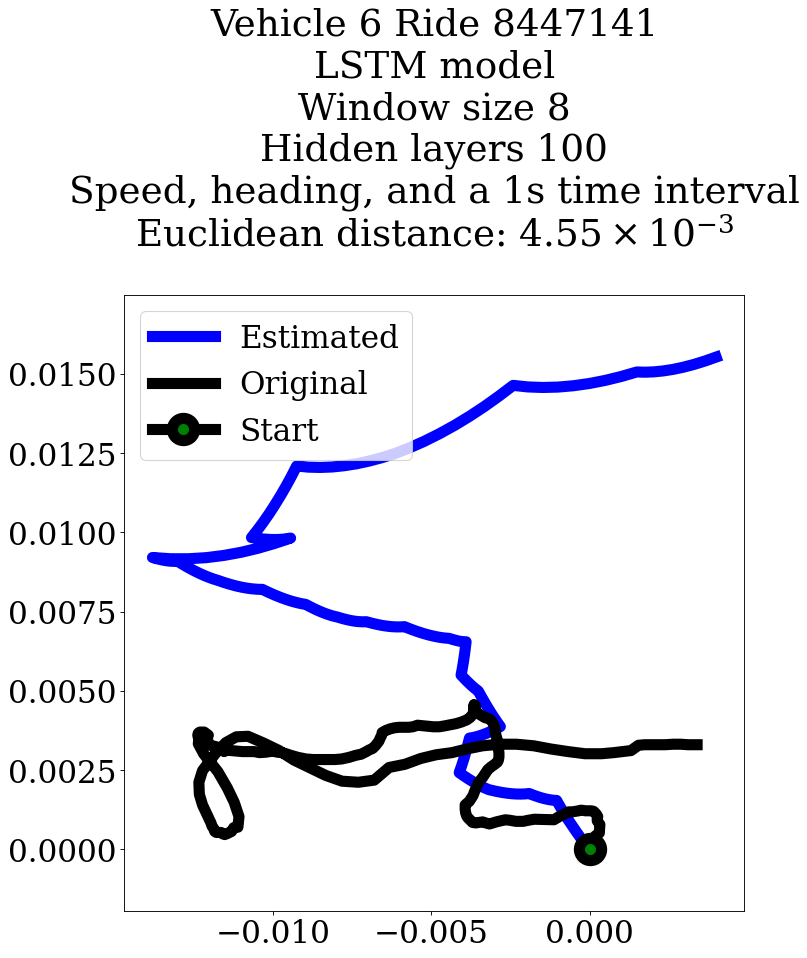 Vehicle 6 Ride 8447141
LSTM model
Window size 8
Hidden layers 100
Speed, heading, and a 1s time interval
Euclidean distance: 4.55 × 10⁻³
Estimated
Original
Start
0.0150
0.0125
0.0100
0.0075
0.0050
0.0025
0.0000
−0.010 −0.005 0.000